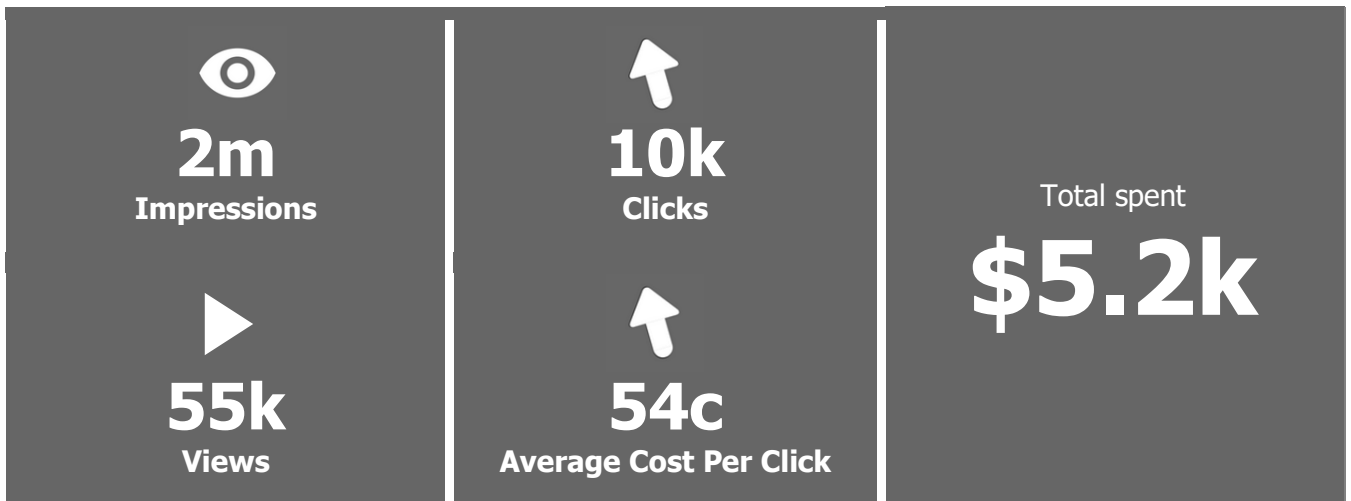 2m
Impressions
55k
Views
10k
Clicks
54c
Average Cost Per Click
Total spent
$5.2k